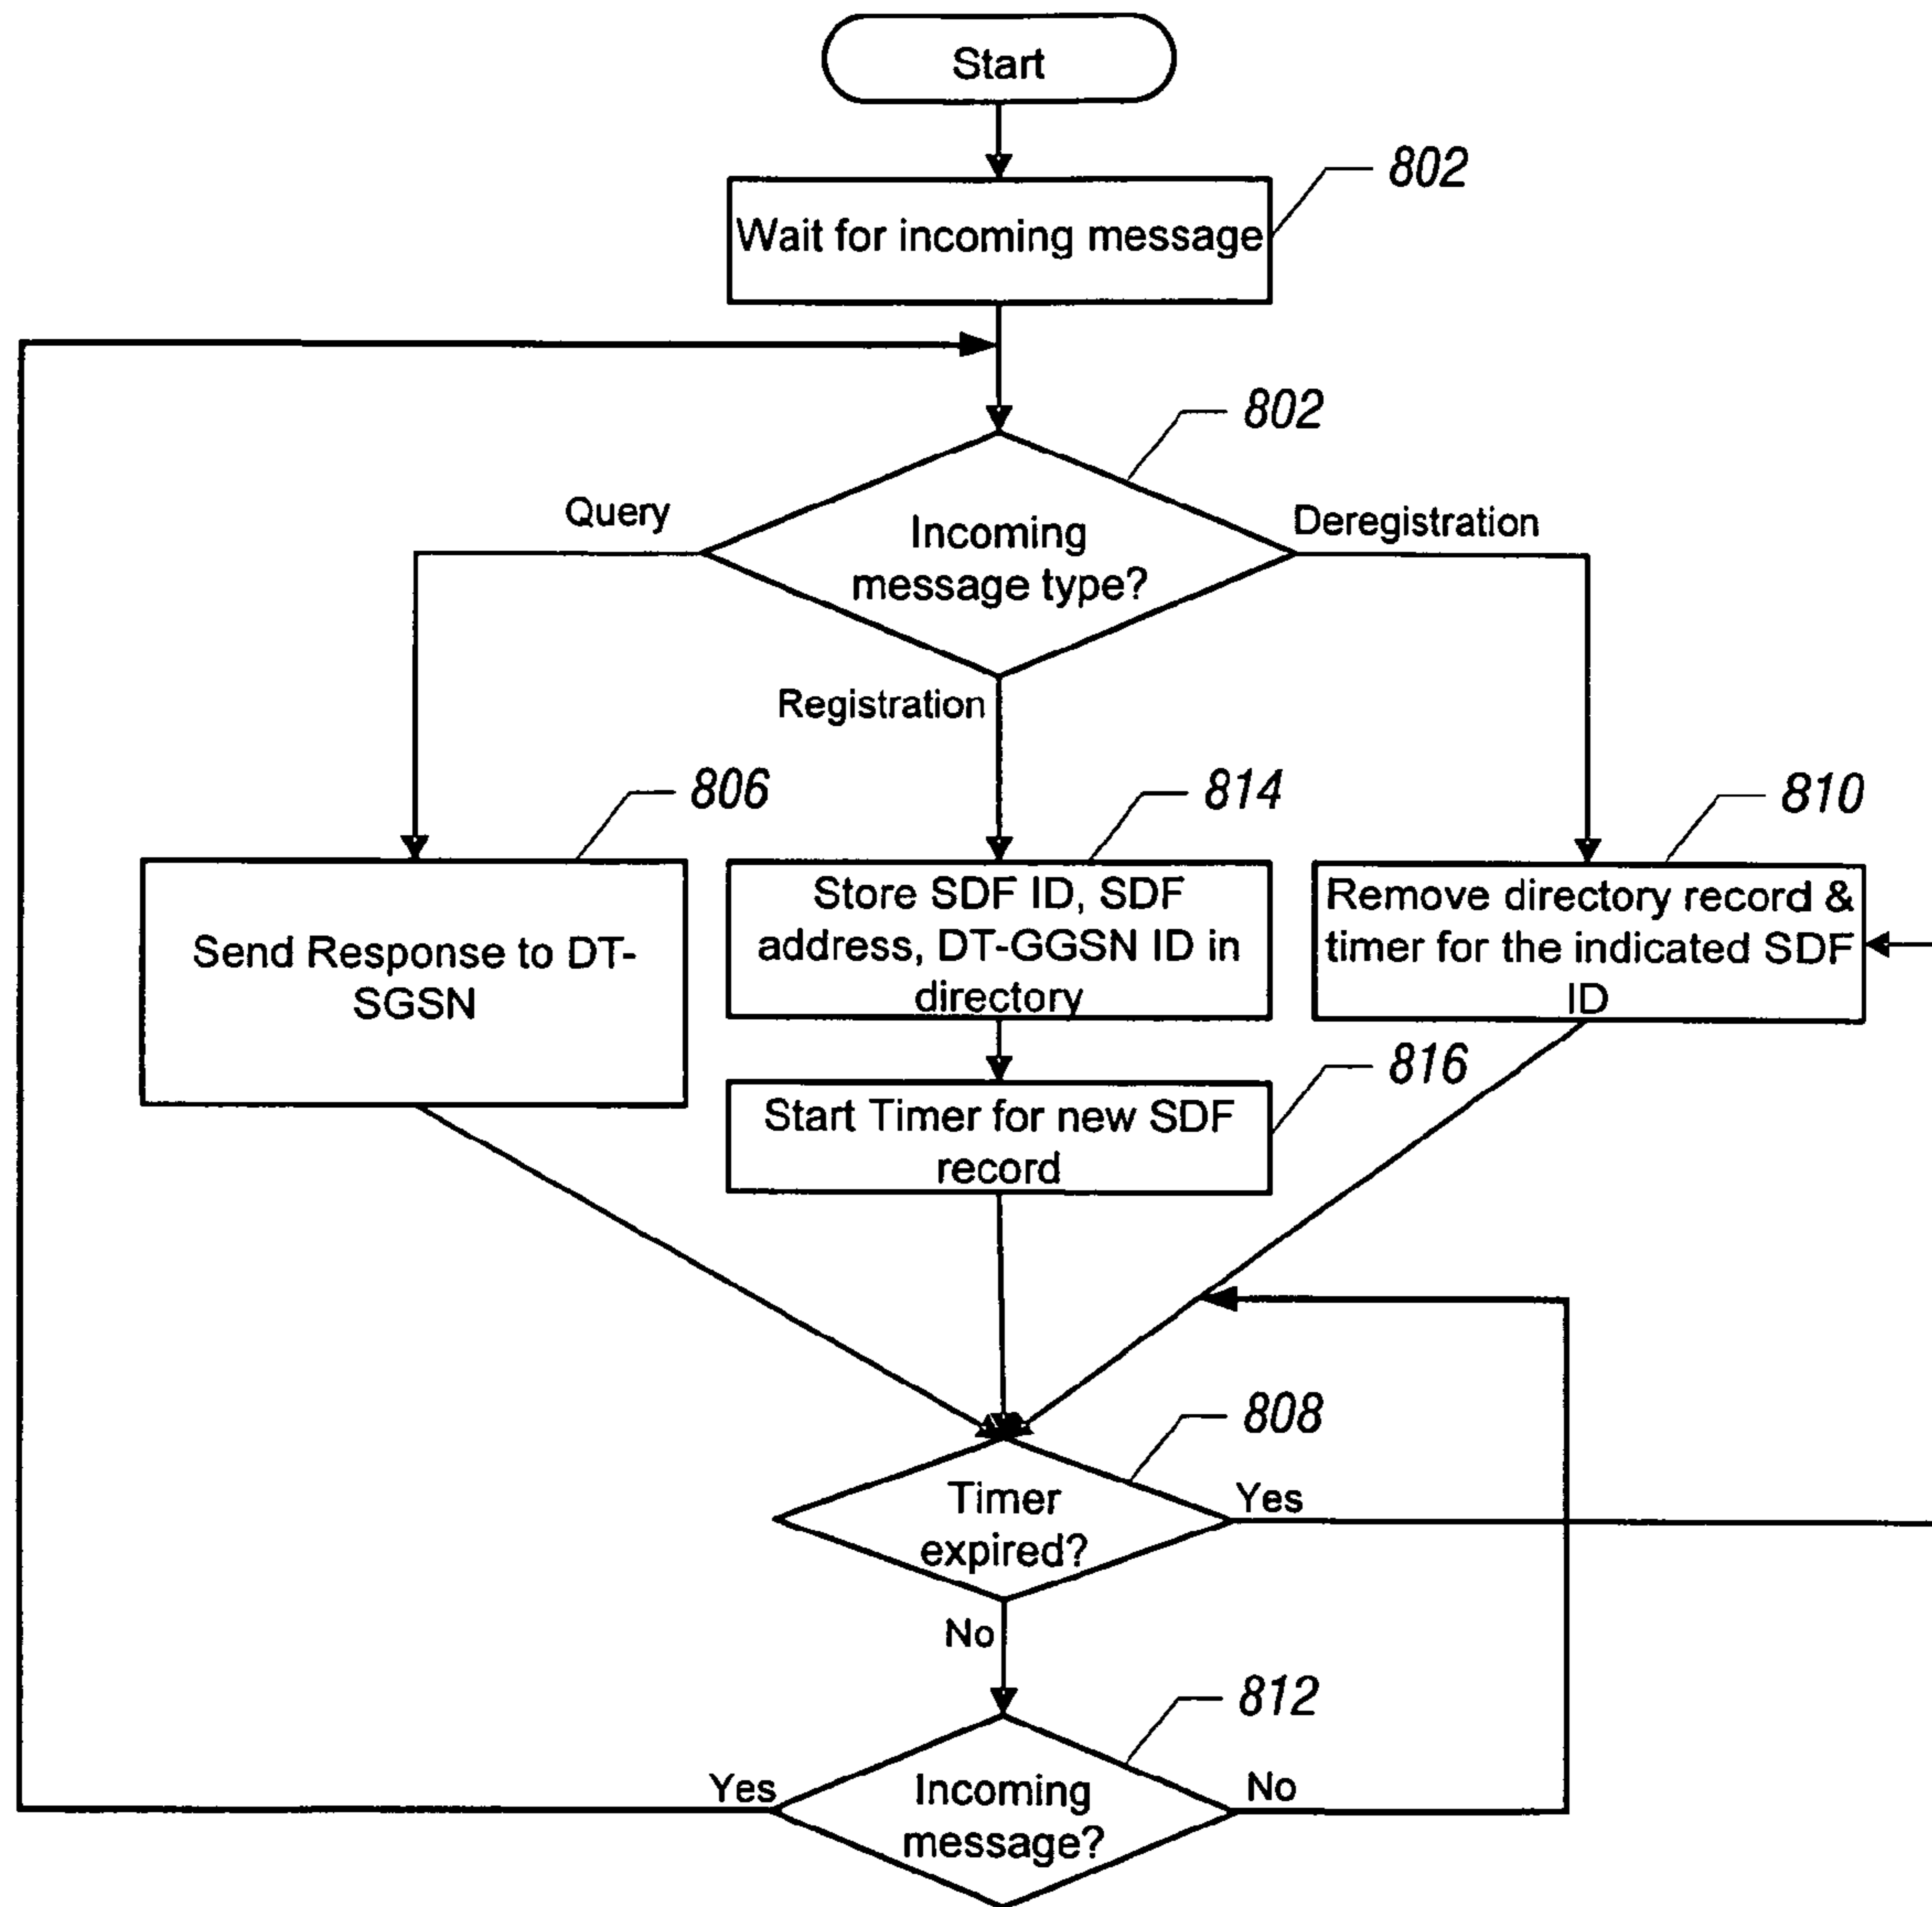 Start
802
Wait for incoming message
802
Query
Incoming
message type?
Deregistration
Registration
806
814
810
Send Response to DT-
SGSN
Store SDF ID, SDF
address, DT-GGSN ID in
directory
Remove directory record &
timer for the indicated SDF
ID
816
Start Timer for new SDF
record
808
Timer
expired?
Yes
No
812
Yes
Incoming
message?
No